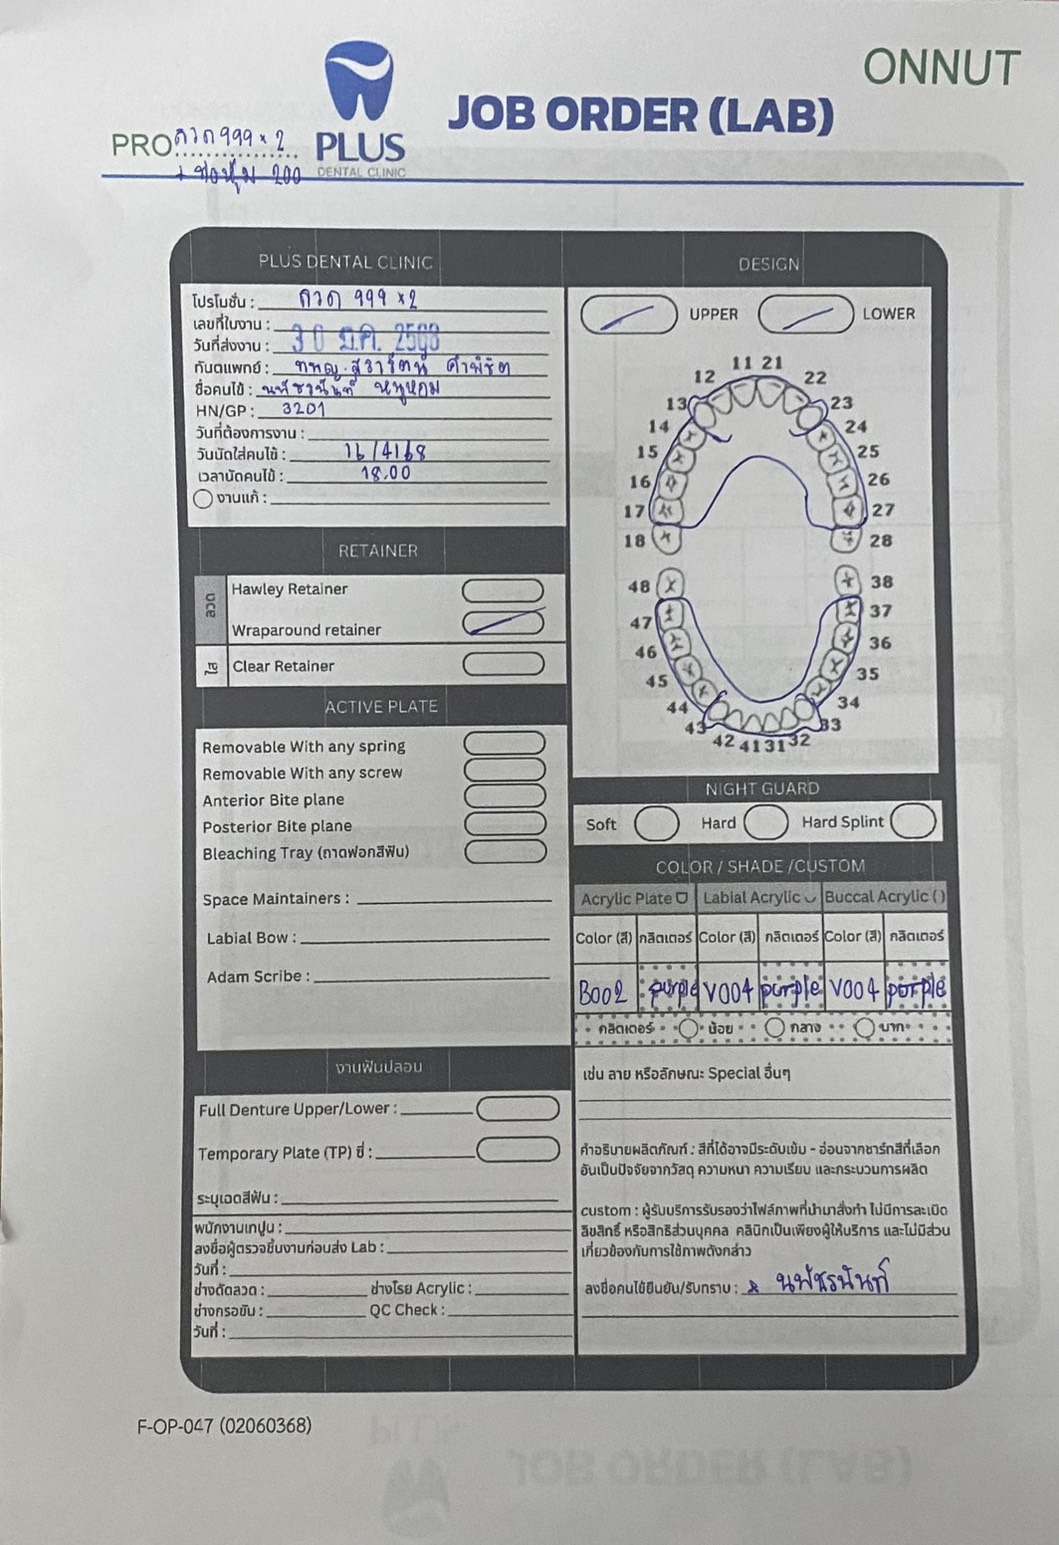 ONNUT
JOB ORDER (LAB)
PRO ลวด 999 x 2
+ 200
PLUS
DENTAL CLINIC
PLUS DENTAL CLINIC
โปรโมชั่น : ลวด 999 x 2
เลขที่ใบงาน :
วันที่ส่งงาน : 30 มี.ค. 2568
ทันตแพทย์ : ทพญ.
ชื่อคนไข้ :
HN/GP : 3201
วันที่ต้องการงาน :
วันนัดใส่คนไข้ : 16/4/68
เวลานัดคนไข้ : 18.00
งานแก้ :
RETAINER
ลวด
Hawley Retainer
Wraparound retainer
ใส
Clear Retainer
ACTIVE PLATE
Removable With any spring
Removable With any screw
Anterior Bite plane
Posterior Bite plane
Bleaching Tray (ถาดฟอกสีฟัน)
Space Maintainers :
Labial Bow :
Adam Scribe :
งานฟันปลอม
Full Denture Upper/Lower :
Temporary Plate (TP) ซี่ :
ระบุเฉดสีฟัน :
พนักงานเทปูน :
ลงชื่อผู้ตรวจชิ้นงานก่อนส่ง Lab :
วันที่ :
ช่างดัดลวด : ช่างโรย Acrylic :
ช่างกรอขัน : QC Check :
วันที่ :
DESIGN
UPPER LOWER
11 21
12 22
13 23
14 24
15 25
16 26
17 27
18 28
48 38
47 37
46 36
45 35
44 34
43 33
42 41 31 32
NIGHT GUARD
Soft Hard Hard Splint
COLOR / SHADE /CUSTOM
Acrylic Plate Labial Acrylic Buccal Acrylic ( )
Color (สี) กลิตเตอร์ Color (สี) กลิตเตอร์ Color (สี) กลิตเตอร์
B002 purple V004 purple V004 purple
กลิตเตอร์ น้อย กลาง มาก
เช่น ลาย หรือลักษณะ Special อื่นๆ
คำอธิบายผลิตภัณฑ์ : สีที่ได้อาจมีระดับเข้ม - อ่อนจากชาร์ทสีที่เลือก
อันเป็นปัจจัยจากวัสดุ ความหนา ความเรียบ และกระบวนการผลิต
custom : ผู้รับบริการรับรองว่าไฟล์ภาพที่นำมาสั่งทำ ไม่มีการละเมิด
ลิขสิทธิ์ หรือสิทธิส่วนบุคคล คลินิกเป็นเพียงผู้ให้บริการ และไม่มีส่วน
เกี่ยวข้องกับการใช้ภาพดังกล่าว
ลงชื่อคนไข้ยืนยัน/รับทราบ : นพัชรนันท์
F-OP-047 (02060368)